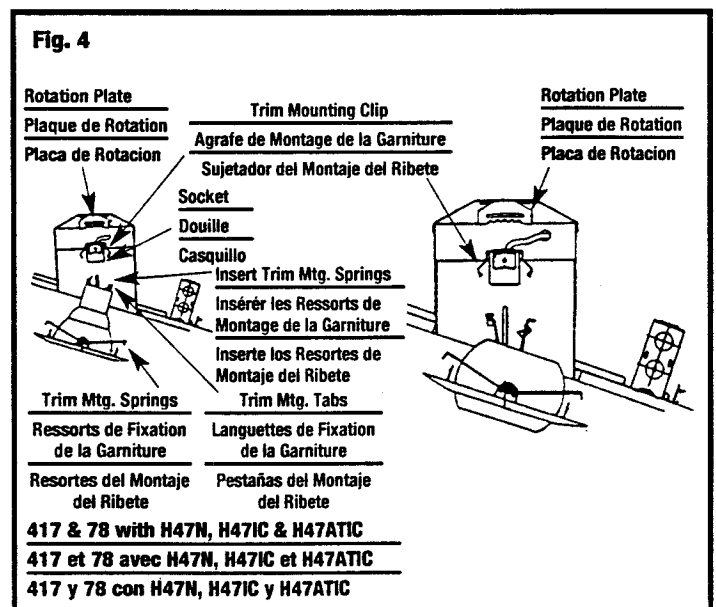 Fig. 4
Rotation Plate
Plaque de Rotation
Placa de Rotacion
Trim Mounting Clip
Agrafe de Montage de la Garniture
Sujetador del Montaje del Ribete
Rotation Plate
Plaque de Rotation
Placa de Rotacion
Socket
Douille
Casquillo
Insert Trim Mtg. Springs
Insérér les Ressorts de
Montage de la Garniture
Inserte los Resortes de
Montaje del Ribete
Trim Mtg. Springs
Ressorts de Fixation
de la Garniture
Resortes del Montaje
del Ribete
Trim Mtg. Tabs
Languettes de Fixation
de la Garniture
Pestañas del Montaje
del Ribete
417 & 78 with H47N, H47IC & H47ATIC
417 et 78 avec H47N, H47IC et H47ATIC
417 y 78 con H47N, H47IC y H47ATIC